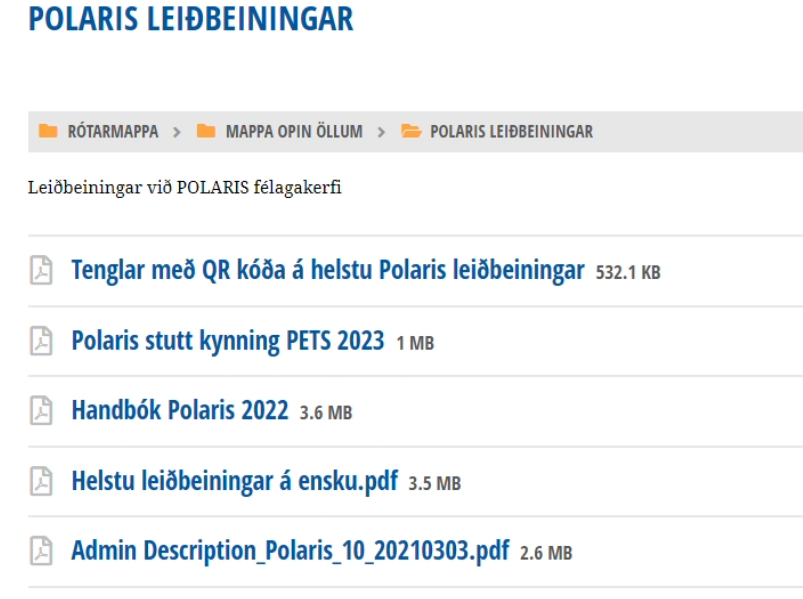 POLARIS LEIÐBEININGAR
RÓTARMAPPA > MAPPA OPIN ÖLLUM > POLARIS LEIÐBEININGAR
Leiðbeiningar við POLARIS félagakerfi
Tenglar með QR kóða á helstu Polaris leiðbeiningar 532.1 KB
Polaris stutt kynning PETS 2023 1 MB
Handbók Polaris 2022 3.6 MB
Helstu leiðbeiningar á ensku.pdf 3.5 MB
Admin Description_Polaris_10_20210303.pdf 2.6 MB